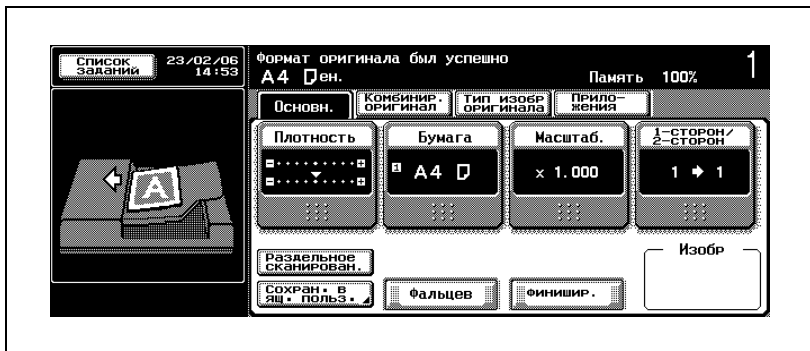 Список
заданий
23/02/06
14:53
Формат оригинала был успешно
A4 ен.
Память 100%
1
Основн.
Комбинир.
оригинал
Тип изобр
оригинала
Прило-
жения
Плотность
Бумага
Масштаб.
1-сторон/
2-сторон
1 A4
× 1.000
1 ➔ 1
A
Раздельное
сканирован.
Изобр
Сохран. в
ящ. польз.
Фальцев
Финишир.